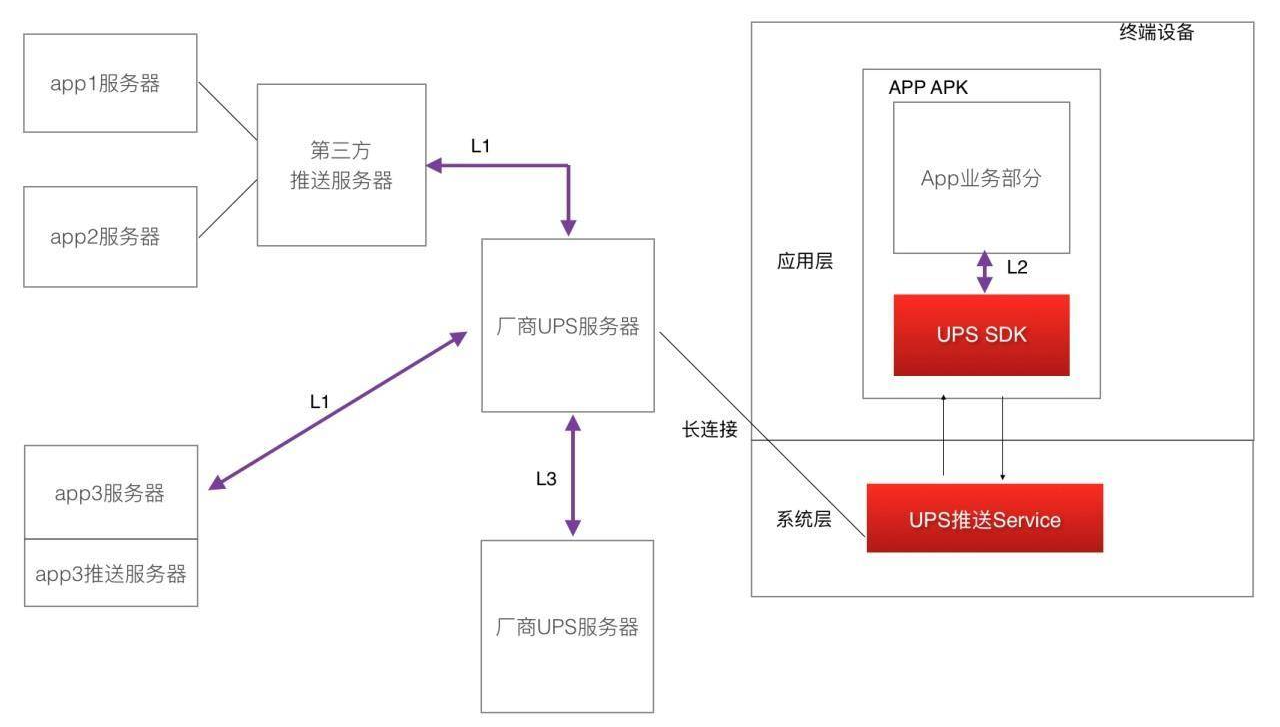 终端设备
app1服务器
APP APK
第三方
推送服务器
L1
App业务部分
app2服务器
应用层
L2
厂商UPS服务器
UPS SDK
L1
长连接
L3
app3服务器
系统层
UPS推送Service
app3推送服务器
厂商UPS服务器